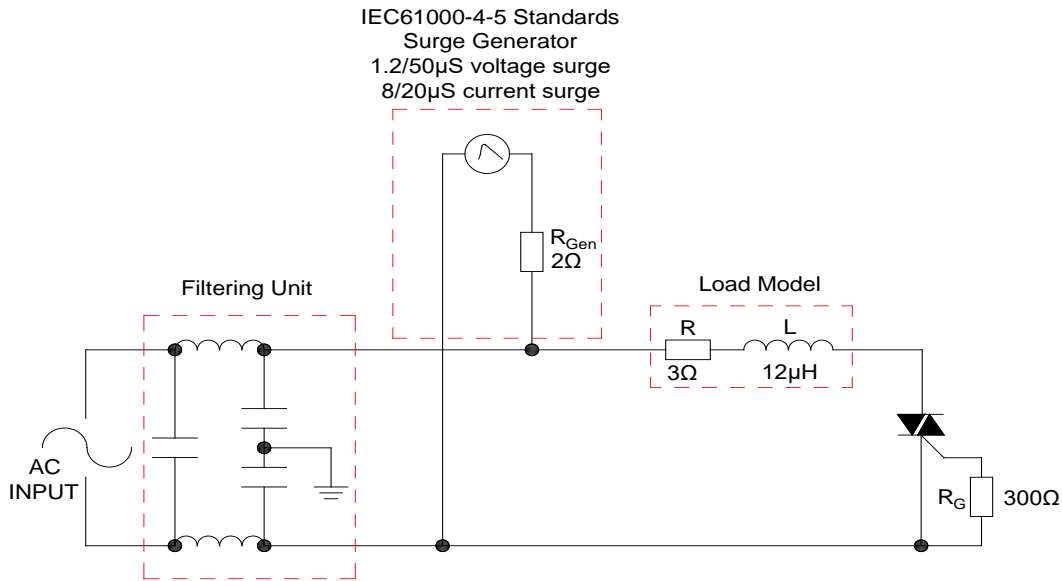 IEC61000-4-5 Standards
Surge Generator
1.2/50μS voltage surge
8/20μS current surge
R_Gen
2Ω
Filtering Unit
Load Model
R
L
3Ω
12μH
AC
INPUT
R_G
300Ω